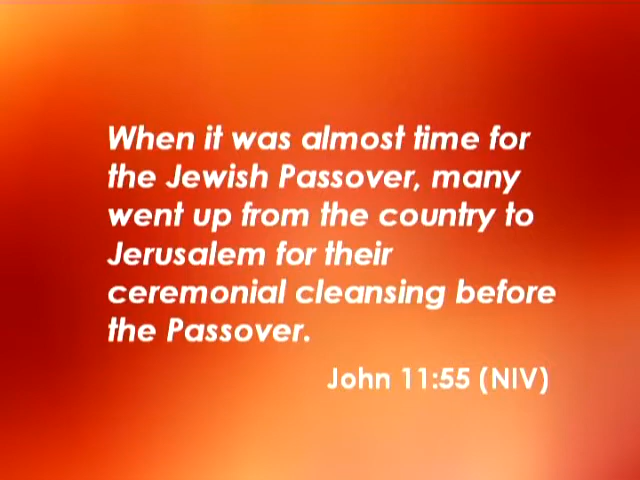 When it was almost time for
the Jewish Passover, many
went up from the country to
Jerusalem for their
ceremonial cleansing before
the Passover.
John 11:55 (NIV)